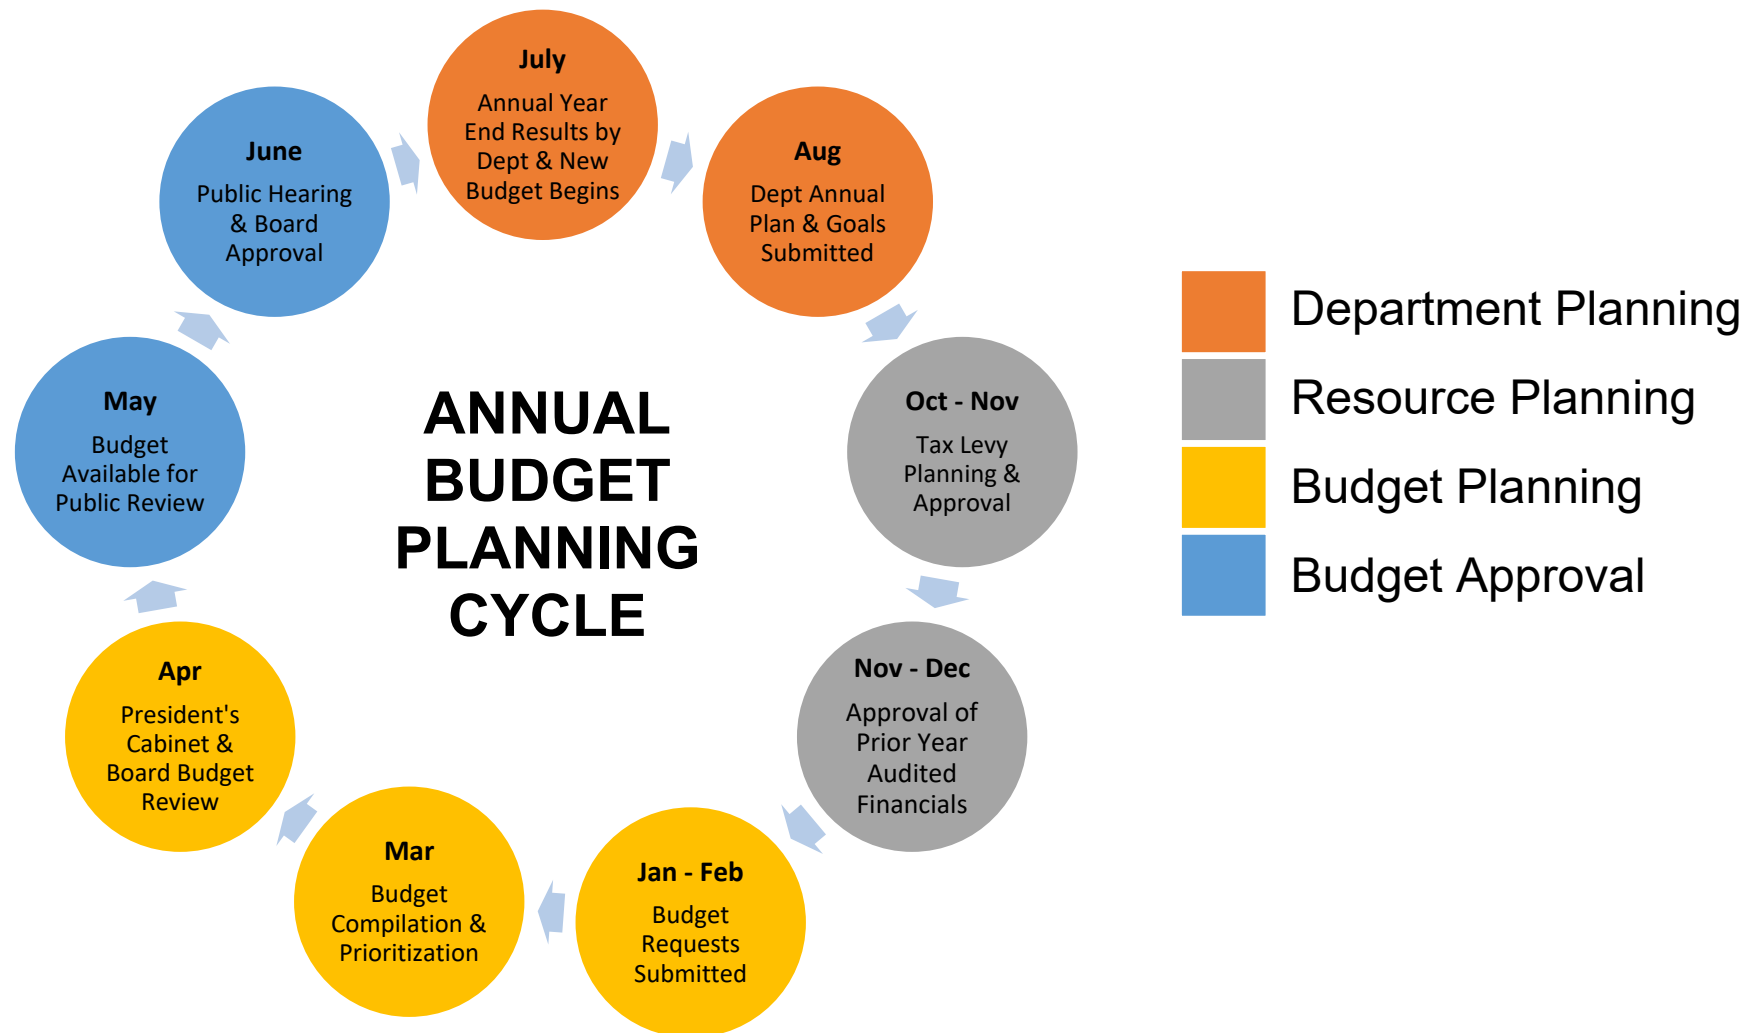 July
Annual Year
End Results by
Dept & New
Budget Begins
Aug
Dept Annual
Plan & Goals
Submitted
Oct - Nov
Tax Levy
Planning &
Approval
Nov - Dec
Approval of
Prior Year
Audited
Financials
Jan - Feb
Budget
Requests
Submitted
Mar
Budget
Compilation &
Prioritization
Apr
President's
Cabinet &
Board Budget
Review
May
Budget
Available for
Public Review
June
Public Hearing
& Board
Approval
ANNUAL
BUDGET
PLANNING
CYCLE
Department Planning
Resource Planning
Budget Planning
Budget Approval